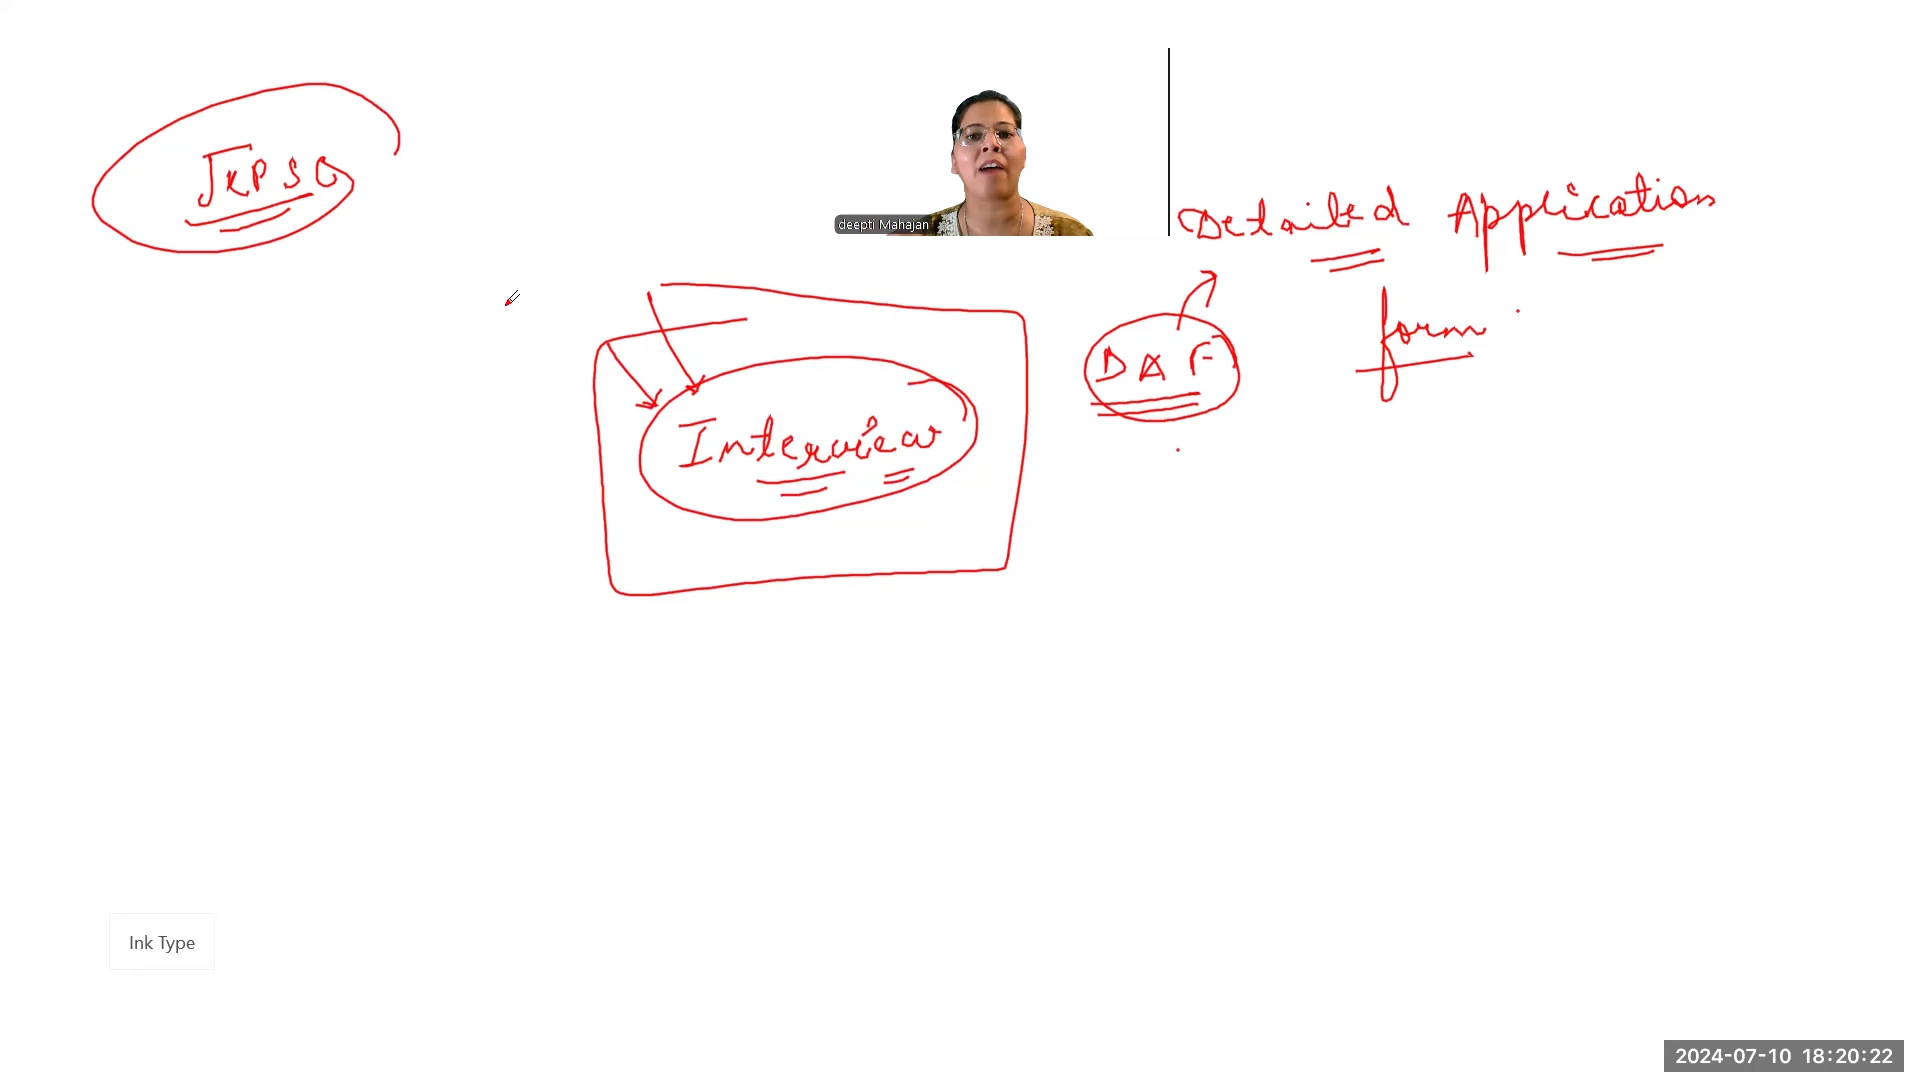 JKPSC
deepti Mahajan
Detailed Application
form
DAF
Interview
Ink Type
2024-07-10 18:20:22